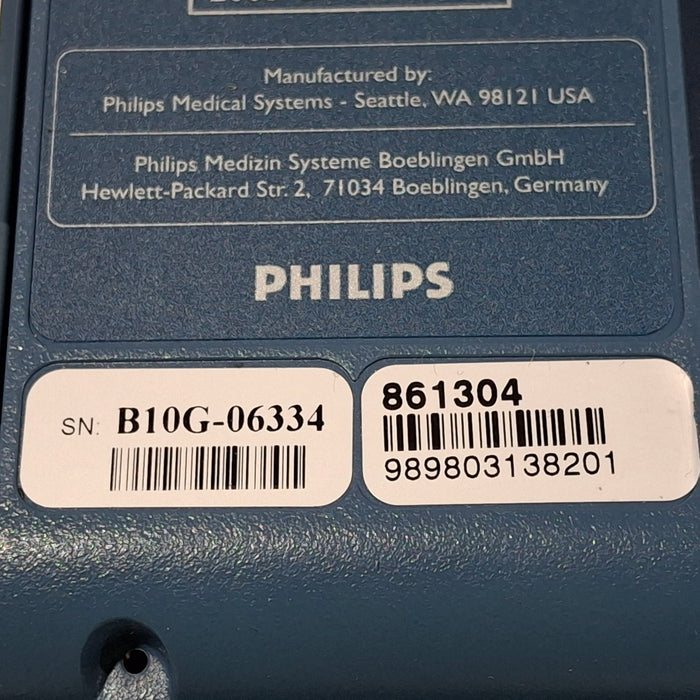 Manufactured by:
Philips Medical Systems - Seattle, WA 98121 USA
Philips Medizin Systeme Boeblingen GmbH
Hewlett-Packard Str. 2, 71034 Boeblingen, Germany
PHILIPS
SN: B10G-06334
861304
989803138201